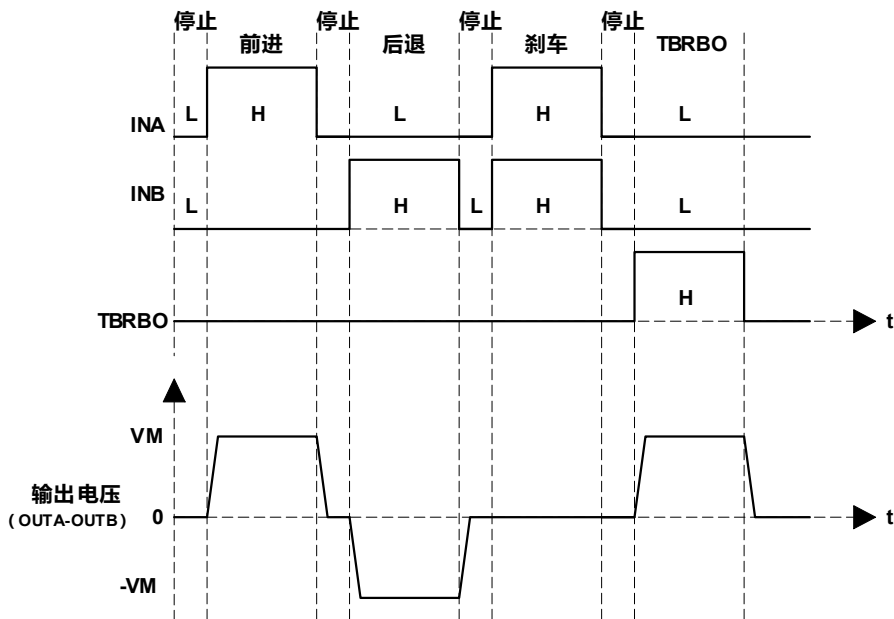 停止 停止 停止 停止
前进 后退 刹车 TBRBO
L H L H L
INA
INB
L H L H L
H
TBRBO t
VM
输出电压
(OUTA-OUTB) 0 t
-VM